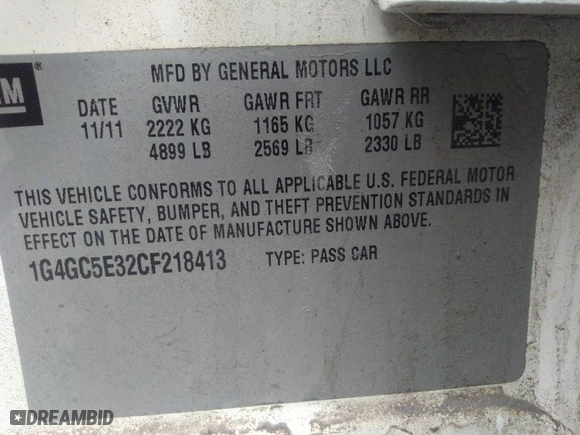 MFD BY GENERAL MOTORS LLC
GM ®
DATE GVWR GAWR FRT GAWR RR
11/11 2222 KG 1165 KG 1057 KG
4899 LB 2569 LB 2330 LB
THIS VEHICLE CONFORMS TO ALL APPLICABLE U.S. FEDERAL MOTOR
VEHICLE SAFETY, BUMPER, AND THEFT PREVENTION STANDARDS IN
EFFECT ON THE DATE OF MANUFACTURE SHOWN ABOVE.
1G4GC5E32CF218413 TYPE: PASS CAR
DREAMBID